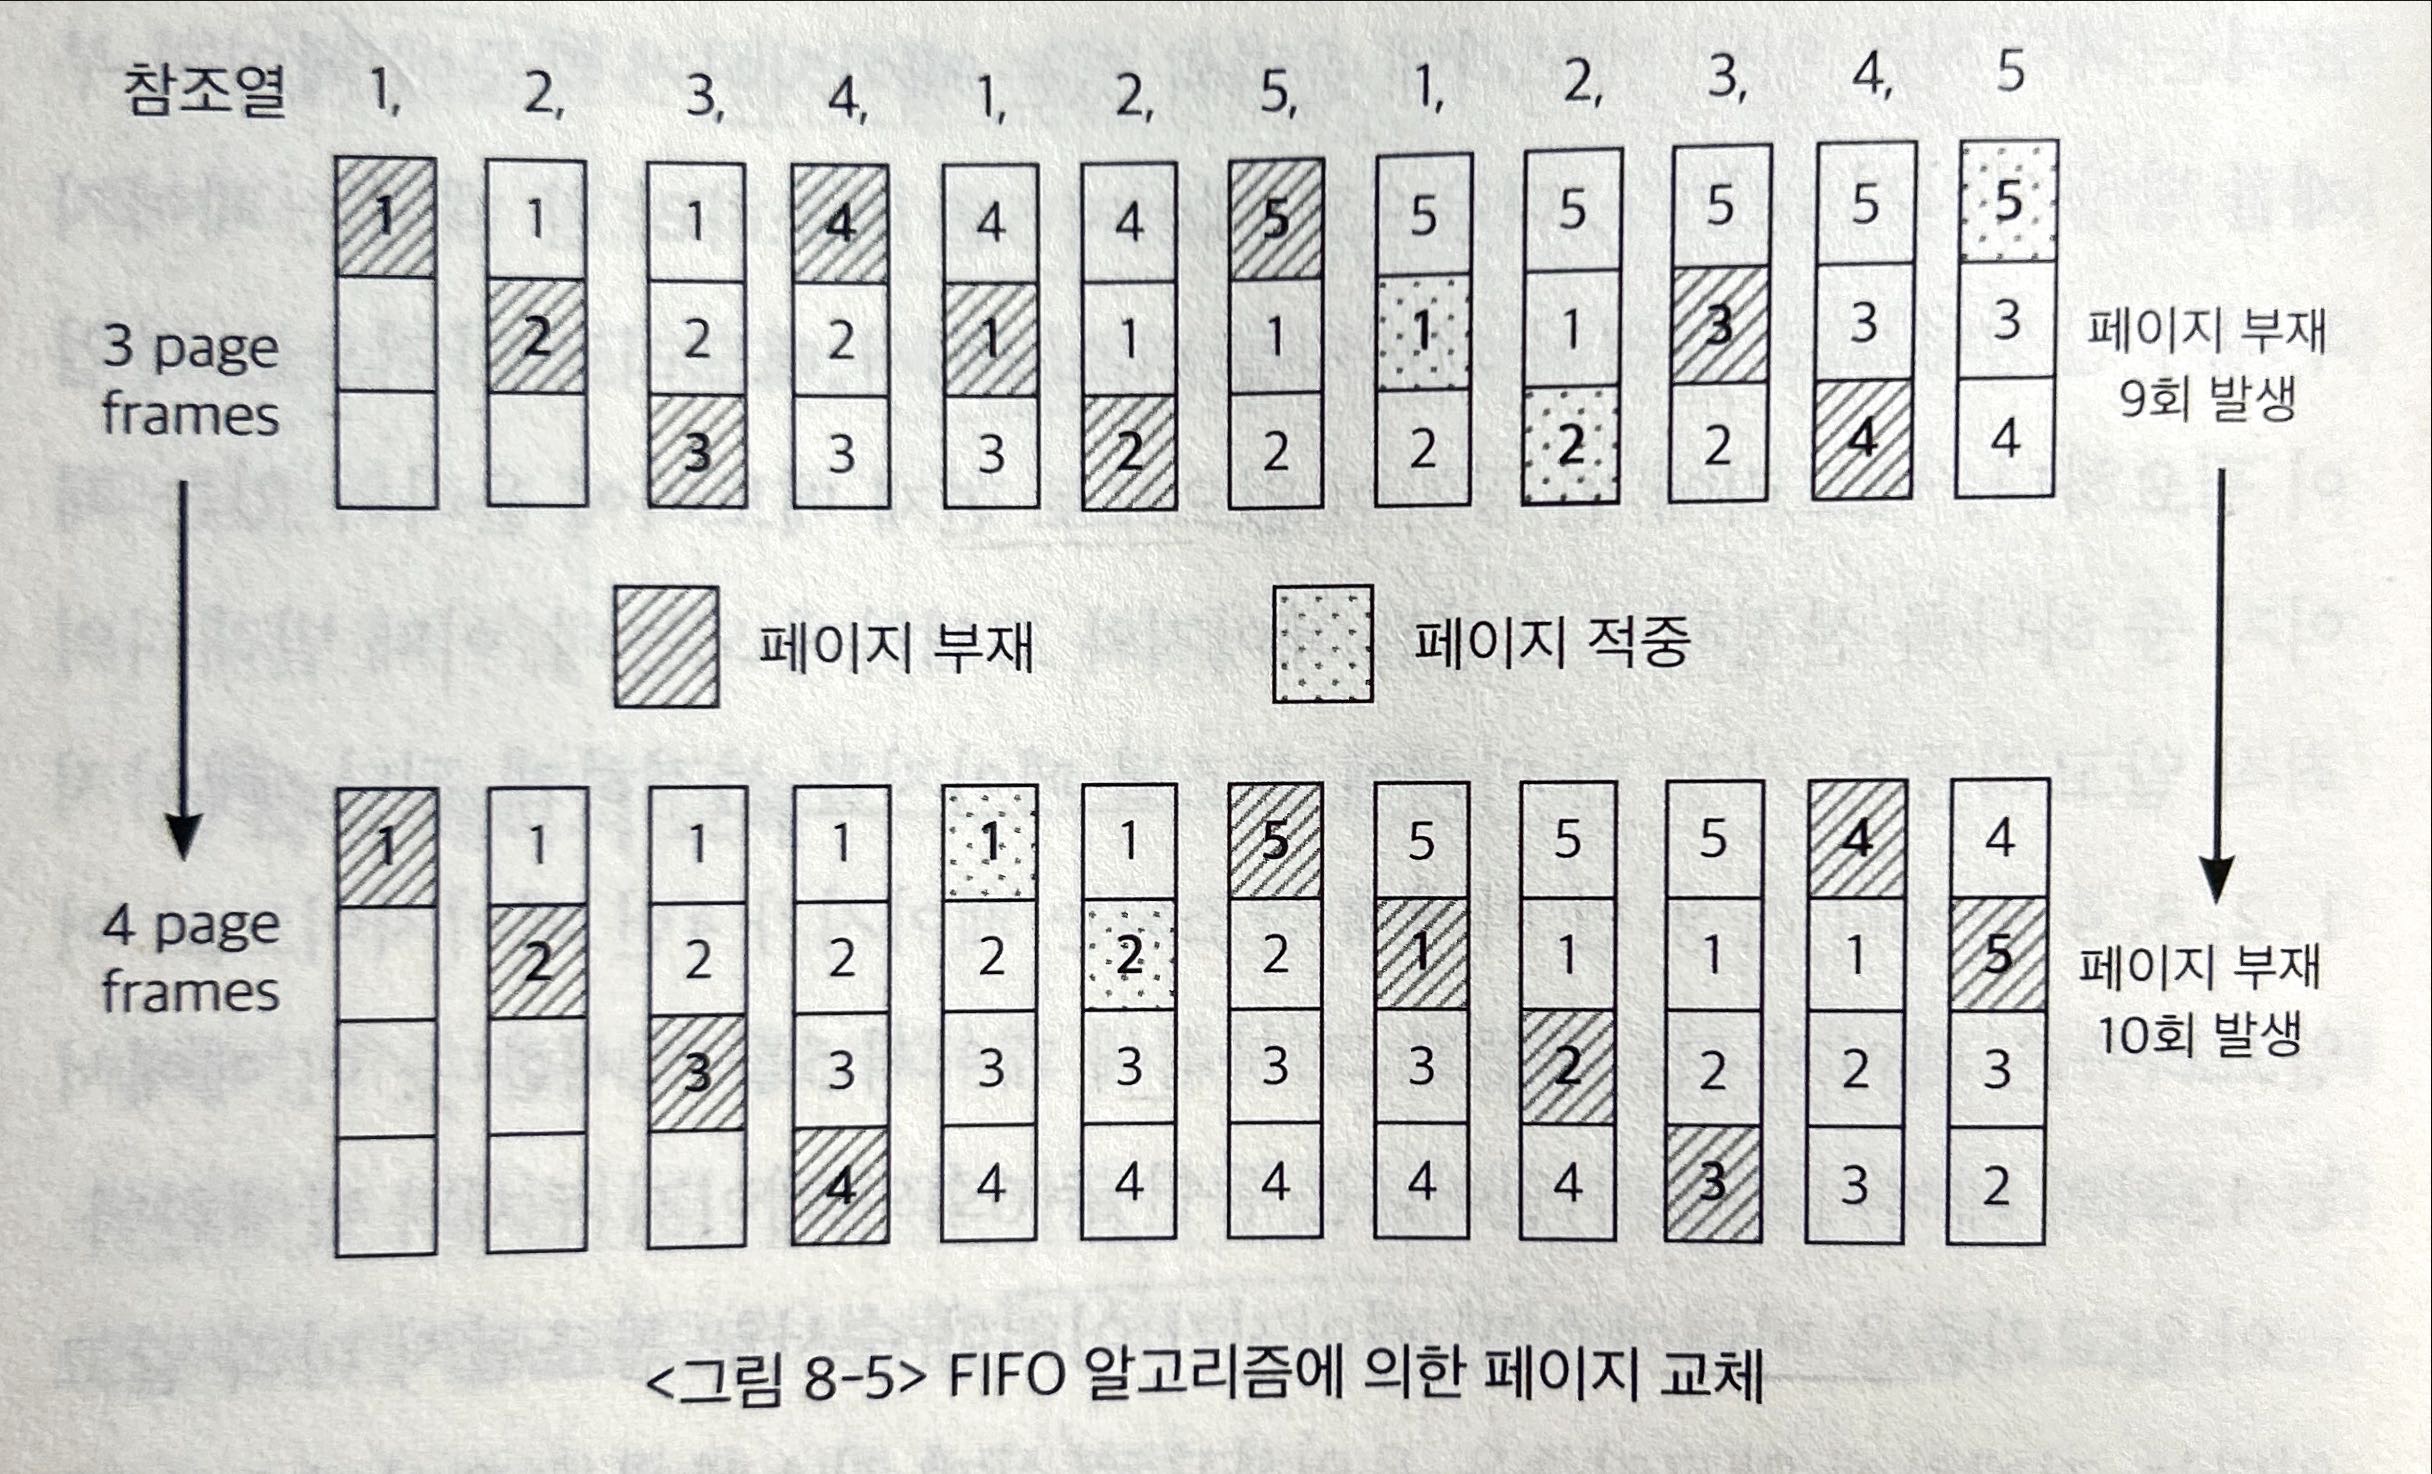 참조열 1, 2, 3, 4, 1, 2, 5, 1, 2, 3, 4, 5
1 1 1 4 4 4 5 5 5 5 5 5
2 2 2 1 1 1 1 1 3 3 3
3 3 3 2 2 2 2 2 4 4
3 page
frames
페이지 부재
9회 발생
페이지 부재 페이지 적중
1 1 1 1 1 1 5 5 5 5 4 4
2 2 2 2 2 2 1 1 1 1 5
3 3 3 3 3 3 2 2 2 3
4 4 4 4 4 4 3 3 2
4 page
frames
페이지 부재
10회 발생
<그림 8-5> FIFO 알고리즘에 의한 페이지 교체